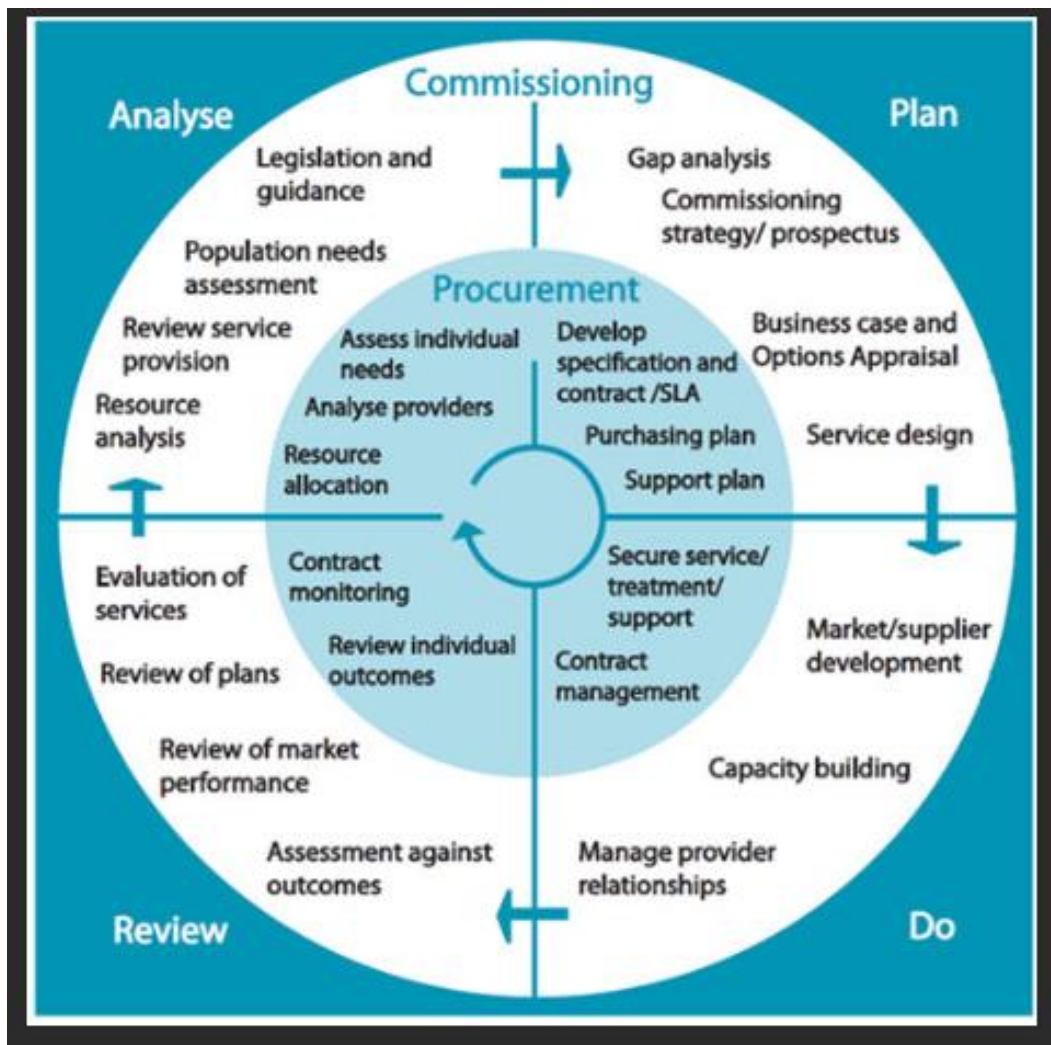 Commissioning
Analyse
Legislation and
guidance
Population needs
assessment
Review service
provision
Resource
analysis
Plan
Gap analysis
Commissioning
strategy/ prospectus
Business case and
Options Appraisal
Service design
Procurement
Assess individual
needs
Analyse providers
Resource
allocation
Develop
specification and
contract /SLA
Purchasing plan
Support plan
Secure service/
treatment/
support
Contract
management
Contract
monitoring
Review individual
outcomes
Market/supplier
development
Capacity building
Manage provider
relationships
Do
Evaluation of
services
Review of plans
Review of market
performance
Assessment against
outcomes
Review